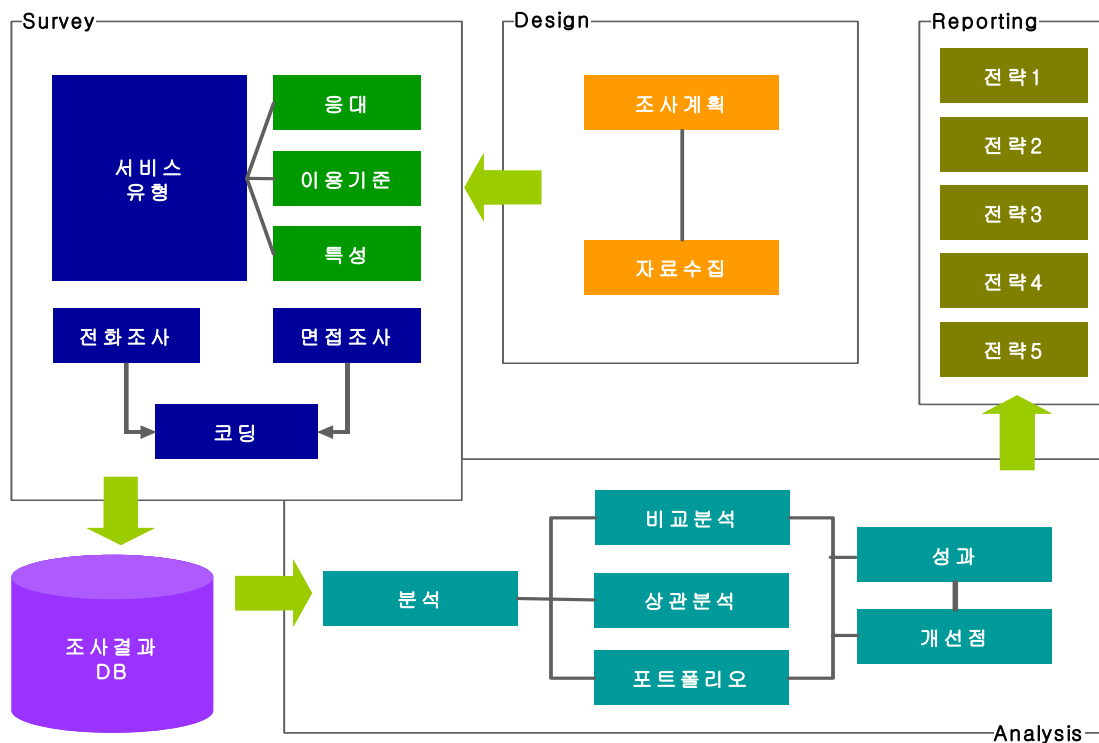 Survey
서비스
유형
응대
이용기준
특성
전화조사
면접조사
코딩
Design
조사계획
자료수집
Reporting
전략1
전략2
전략3
전략4
전략5
조사결과
DB
분석
비교분석
상관분석
포트폴리오
성과
개선점
Analysis